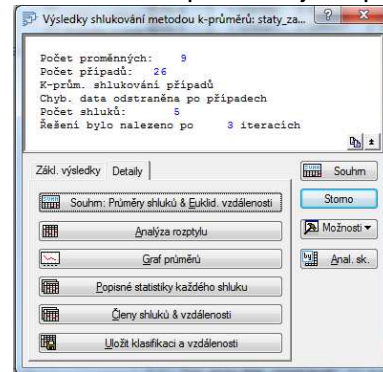 Výsledky shlukování metodou k-průměrů: staty_za...
Počet proměnných: 9
Počet případů: 26
K-prům. shlukování případů
Chyb. data odstraněna po případech
Počet shluků: 5
Řešení bylo nalezeno po 3 iteracích
Zákl. výsledky Detaily
Souhrn: Průměry shluků & Euklid. vzdálenosti
Analýza rozptylu
Graf průměrů
Popisné statistiky každého shluku
Členy shluků & vzdálenosti
Uložit klasifikaci a vzdálenosti
Souhrn
Storno
Možnosti
Anal. sk.